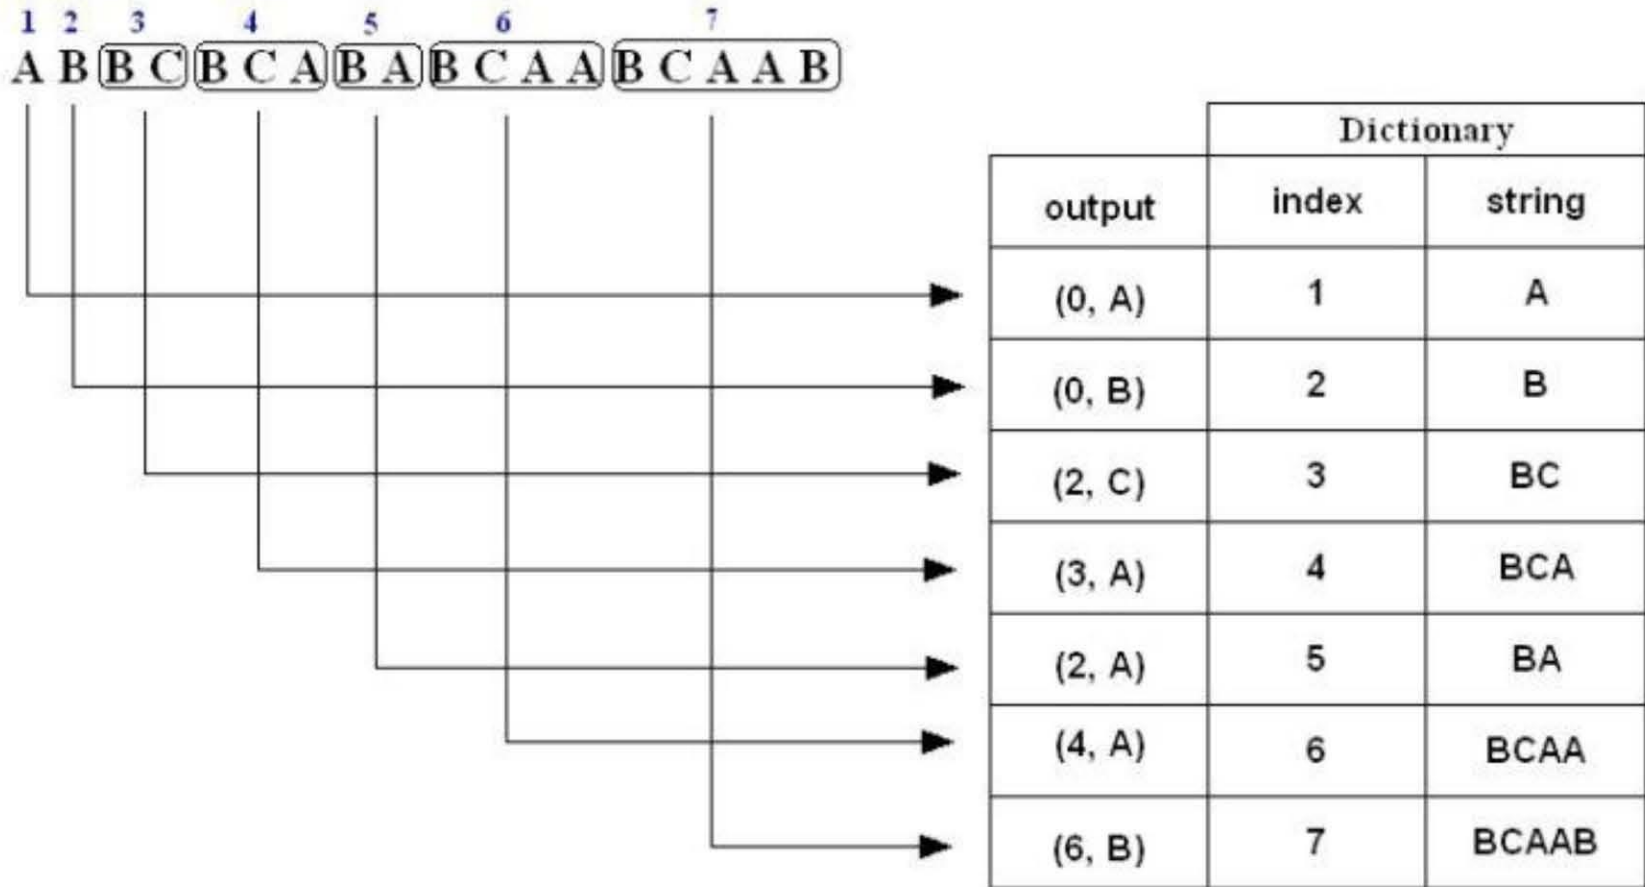 1 2 3 4 5 6 7
A B B C B C A B A B C A A B C A A B
Dictionary
output index string
(0, A) 1 A
(0, B) 2 B
(2, C) 3 BC
(3, A) 4 BCA
(2, A) 5 BA
(4, A) 6 BCAA
(6, B) 7 BCAAB